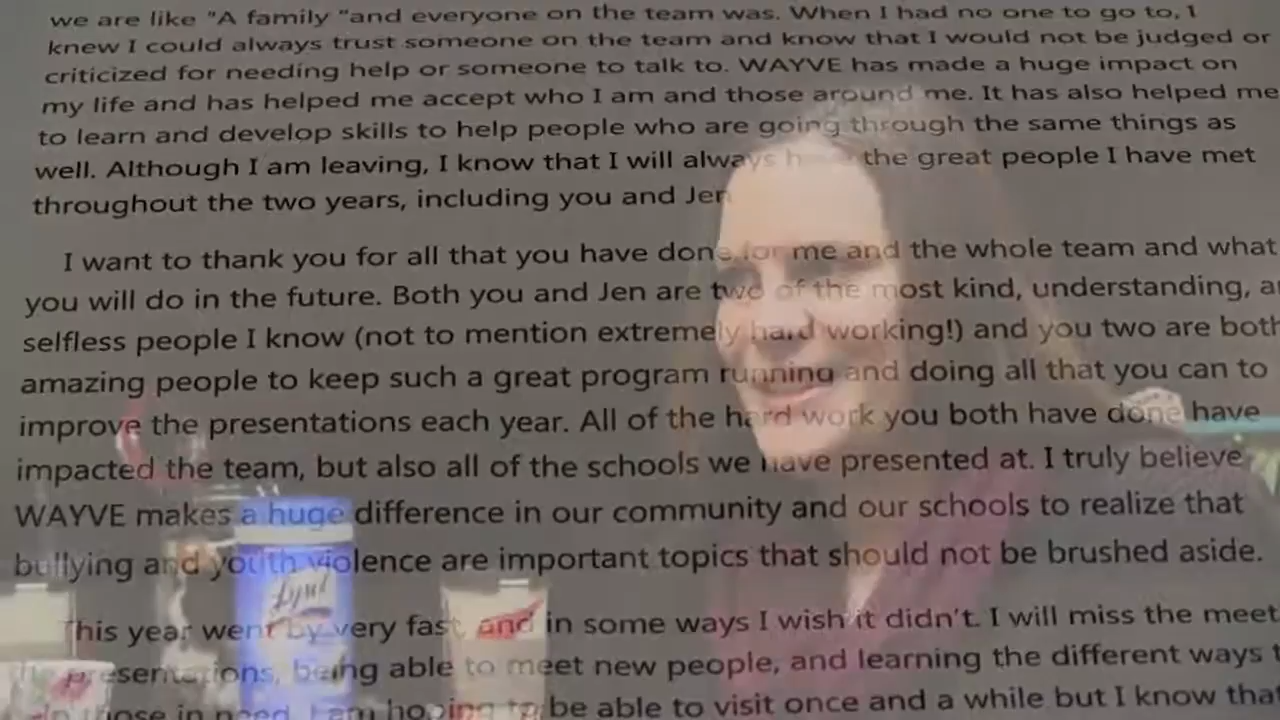 we are like "A family "and everyone on the team was. When I had no one to go to, I
knew I could always trust someone on the team and know that I would not be judged or
criticized for needing help or someone to talk to. WAYVE has made a huge impact on
my life and has helped me accept who I am and those around me. It has also helped me
to learn and develop skills to help people who are going through the same things as
well. Although I am leaving, I know that I will always have the great people I have met
throughout the two years, including you and Jen
I want to thank you for all that you have done for me and the whole team and what
you will do in the future. Both you and Jen are two of the most kind, understanding,
selfless people I know (not to mention extremely hard working!) and you two are both
amazing people to keep such a great program running and doing all that you can to
improve the presentations each year. All of the hard work you both have done have
impacted the team, but also all of the schools we have presented at. I truly believe
WAYVE makes a huge difference in our community and our schools to realize that
bullying and youth violence are important topics that should not be brushed aside.
Lysol
This year went by very fast and in some ways I wish it didn't. I will miss the
presentations, being able to meet new people, and learning the different ways
those in need. I am hoping to be able to visit once and a while but I know that